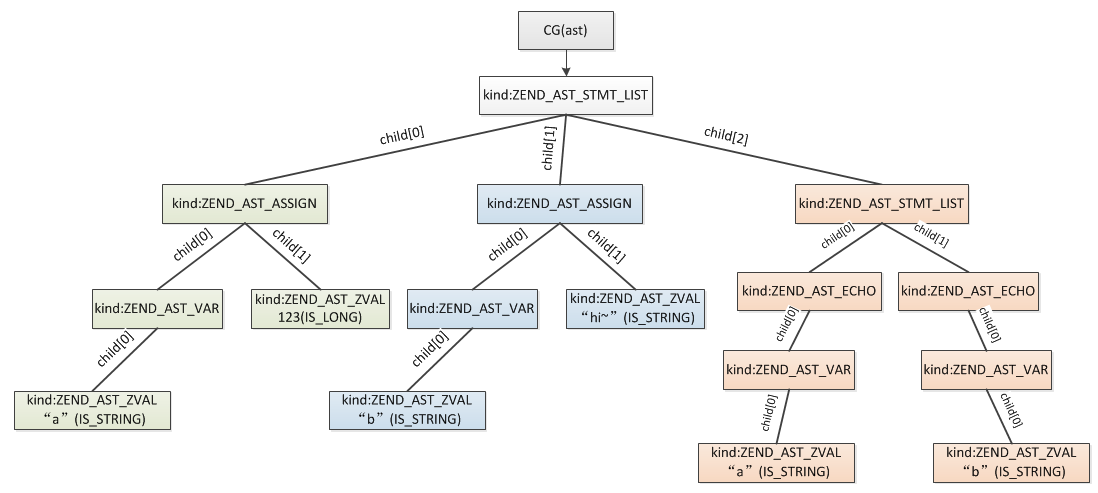 CG(ast)
kind:ZEND_AST_STMT_LIST
child[0]
child[1]
child[2]
kind:ZEND_AST_ASSIGN
kind:ZEND_AST_ASSIGN
kind:ZEND_AST_STMT_LIST
child[0]
child[1]
child[0]
child[1]
child[0]
child[1]
kind:ZEND_AST_VAR
kind:ZEND_AST_ZVAL
123(IS_LONG)
kind:ZEND_AST_VAR
kind:ZEND_AST_ZVAL
“hi~” (IS_STRING)
kind:ZEND_AST_ECHO
kind:ZEND_AST_ECHO
child[0]
child[0]
child[0]
child[0]
kind:ZEND_AST_VAR
kind:ZEND_AST_VAR
kind:ZEND_AST_ZVAL
“a” (IS_STRING)
kind:ZEND_AST_ZVAL
“b” (IS_STRING)
child[0]
child[0]
kind:ZEND_AST_ZVAL
“a” (IS_STRING)
kind:ZEND_AST_ZVAL
“b” (IS_STRING)